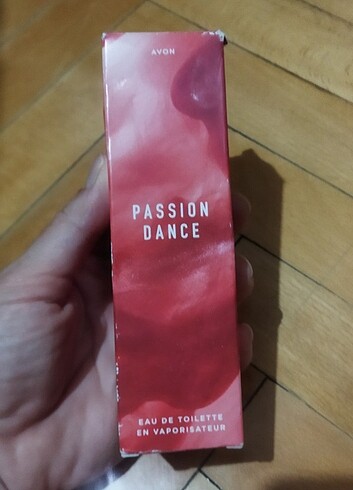 AVON
PASSION
DANCE
EAU DE TOILETTE
EN VAPORISATEUR